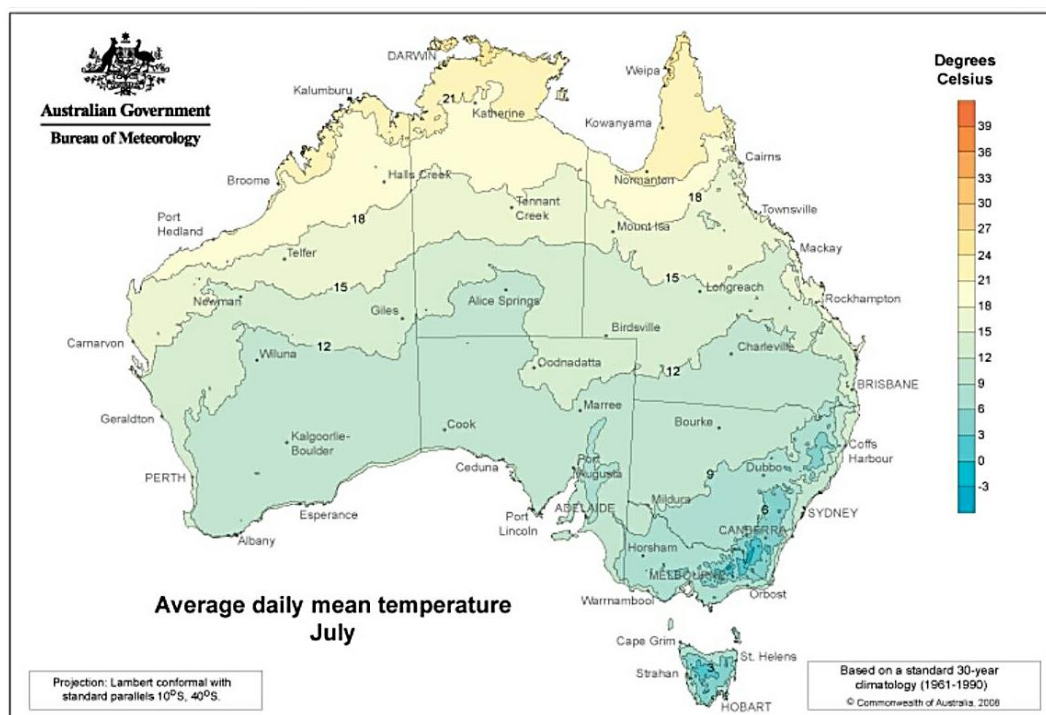 Australian Government
Bureau of Meteorology
Degrees
Celsius
39
36
33
30
27
24
21
18
15
12
9
6
3
0
-3
DARWIN
Weipa
Kalumburu
21
Katherine
Kowanyama
Cairns
Broome
Halls Creek
Normanton
Port
Hedland
18
Tennant
Creek
18
Townsville
Telfer
Mount Isa
Mackay
Newman
15
Alice Springs
15
Longreach
Rockhampton
Giles
Carnarvon
Wiluna
12
Birdsville
Charleville
Oodnadatta
12
BRISBANE
Geraldton
Marree
Kalgoorlie-
Boulder
Cook
Bourke
Coffs
Harbour
PERTH
Ceduna
Port
Augusta
9
Dubbo
Esperance
Port
Lincoln
ADELAIDE
Mildura
6
SYDNEY
Albany
CANBERRA
Horsham
MELBOURNE
Warrnambool
Orbost
Average daily mean temperature
July
Cape Grim
St. Helens
Strahan
3
HOBART
Projection: Lambert conformal with
standard parallels 10°S, 40°S.
Based on a standard 30-year
climatology (1961-1990)
© Commonwealth of Australia, 2008